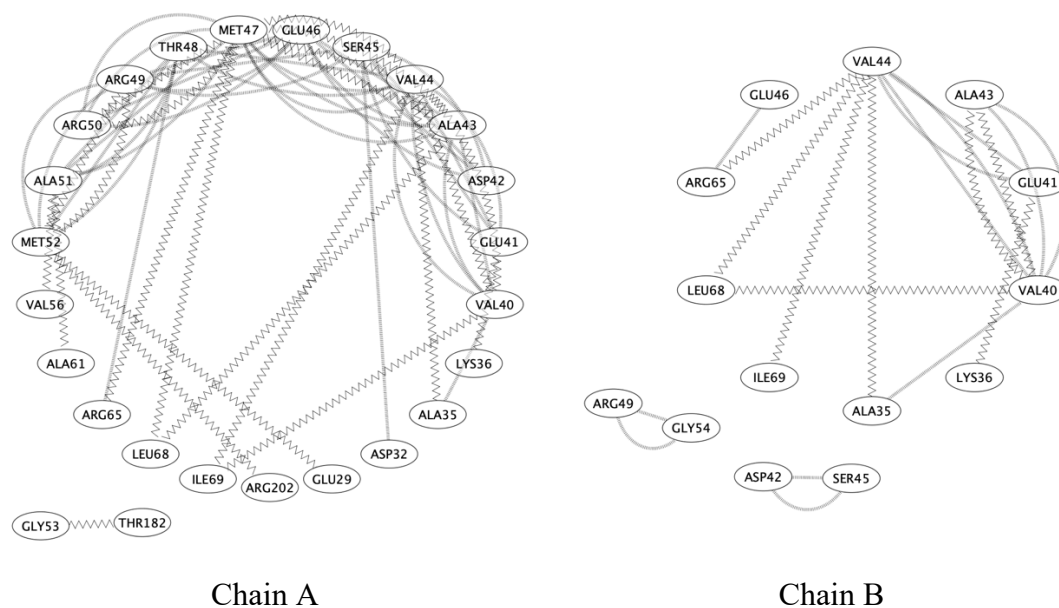 MET47
GLU46
THR48
SER45
ARG49
VAL44
ARG50
ALA43
ALA51
ASP42
MET52
GLU41
VAL56
VAL40
ALA61
LYS36
ARG65
ALA35
LEU68
ASP32
ILE69
ARG202
GLU29
GLY53
THR182
Chain A
VAL44
GLU46
ALA43
ARG65
GLU41
LEU68
VAL40
ILE69
LYS36
ALA35
ARG49
GLY54
ASP42
SER45
Chain B